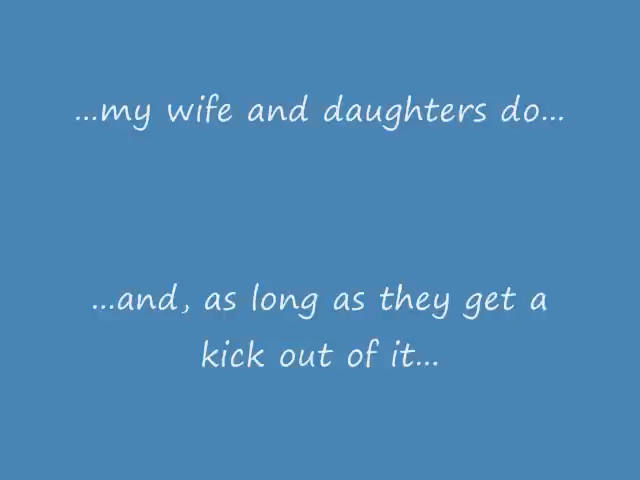 ...my wife and daughters do...
...and, as long as they get a
kick out of it...